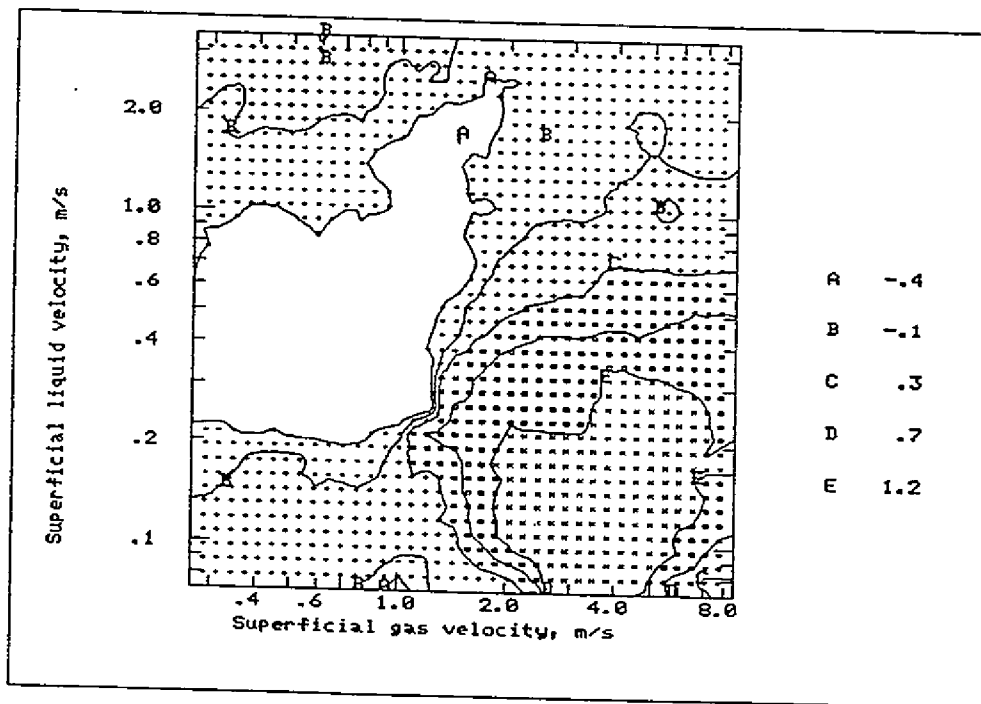 B
B
A
2.0
B
A
B
1.0
B
.8
C
.6
A -.4
B -.1
.4
C .3
E
.2
D .7
B
E
E 1.2
.1
B A
D
.4 .6 1.0 2.0 4.0 8.0
Superficial gas velocity, m/s
Superficial liquid velocity, m/s